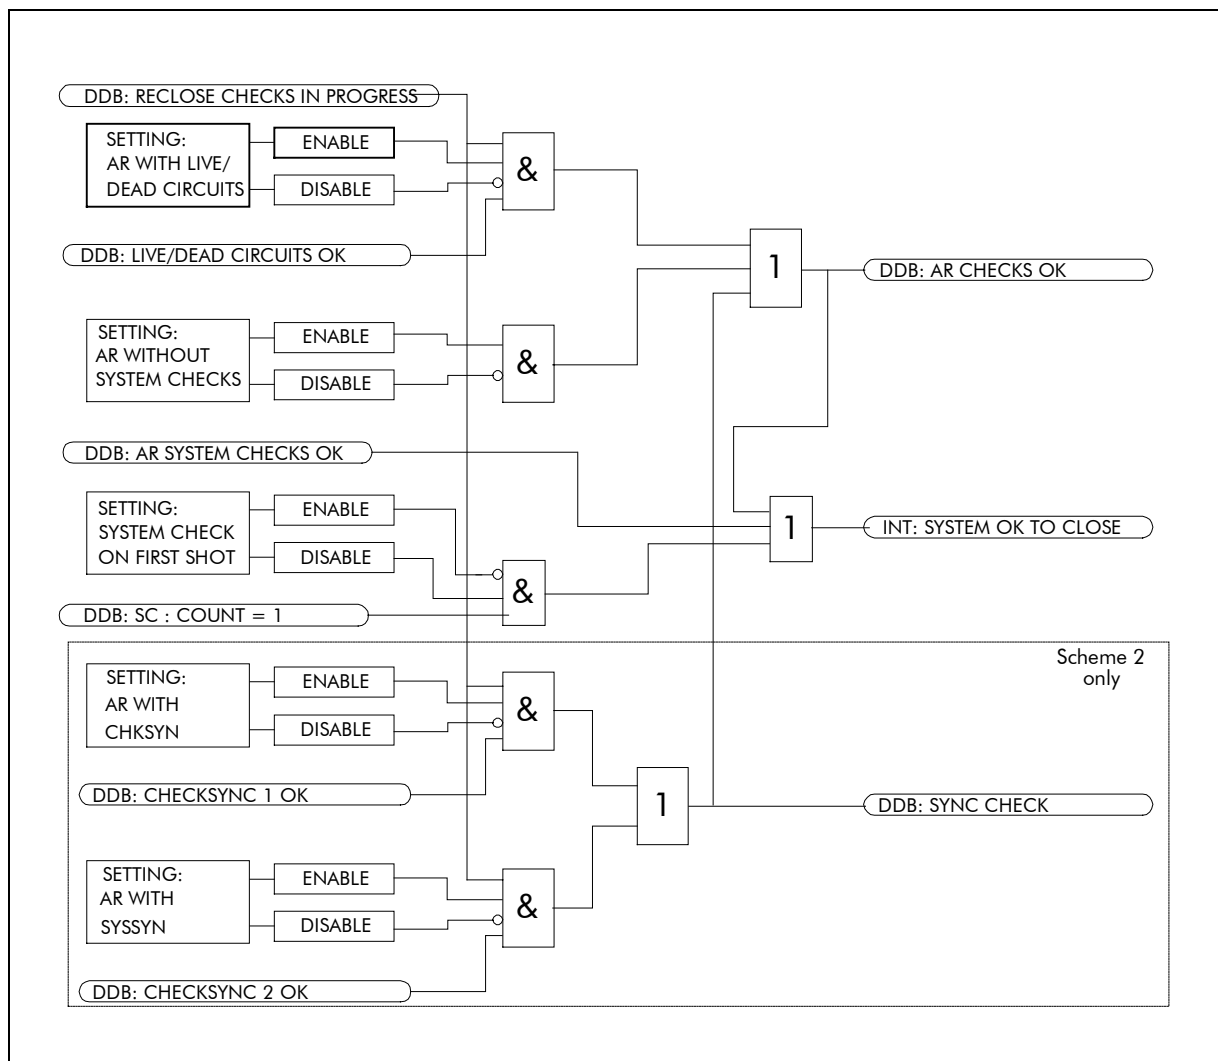 DDB: RECLOSE CHECKS IN PROGRESS
SETTING:
AR WITH LIVE/
DEAD CIRCUITS
ENABLE
DISABLE
&
DDB: LIVE/DEAD CIRCUITS OK
1
DDB: AR CHECKS OK
SETTING:
AR WITHOUT
SYSTEM CHECKS
ENABLE
DISABLE
&
DDB: AR SYSTEM CHECKS OK
SETTING:
SYSTEM CHECK
ON FIRST SHOT
ENABLE
DISABLE
&
1
INT: SYSTEM OK TO CLOSE
DDB: SC : COUNT = 1
Scheme 2
only
SETTING:
AR WITH
CHKSYN
ENABLE
DISABLE
&
DDB: CHECKSYNC 1 OK
1
DDB: SYNC CHECK
SETTING:
AR WITH
SYSSYN
ENABLE
DISABLE
&
DDB: CHECKSYNC 2 OK